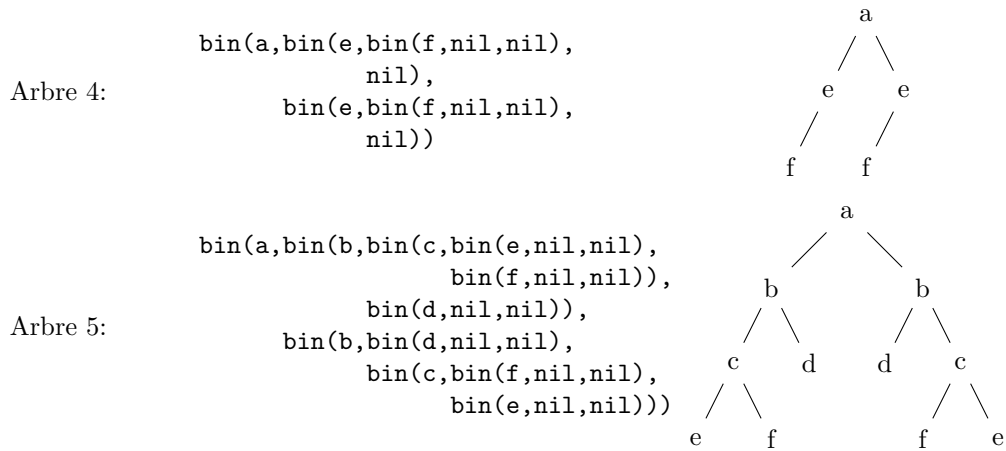 a
bin(a,bin(e,bin(f,nil,nil),
nil),
Arbre 4:
e e
bin(e,bin(f,nil,nil),
nil))
f f
a
bin(a,bin(b,bin(c,bin(e,nil,nil),
bin(f,nil,nil)),
b b
bin(d,nil,nil)),
Arbre 5:
bin(b,bin(d,nil,nil),
c d d c
bin(c,bin(f,nil,nil),
bin(e,nil,nil)))
e f f e